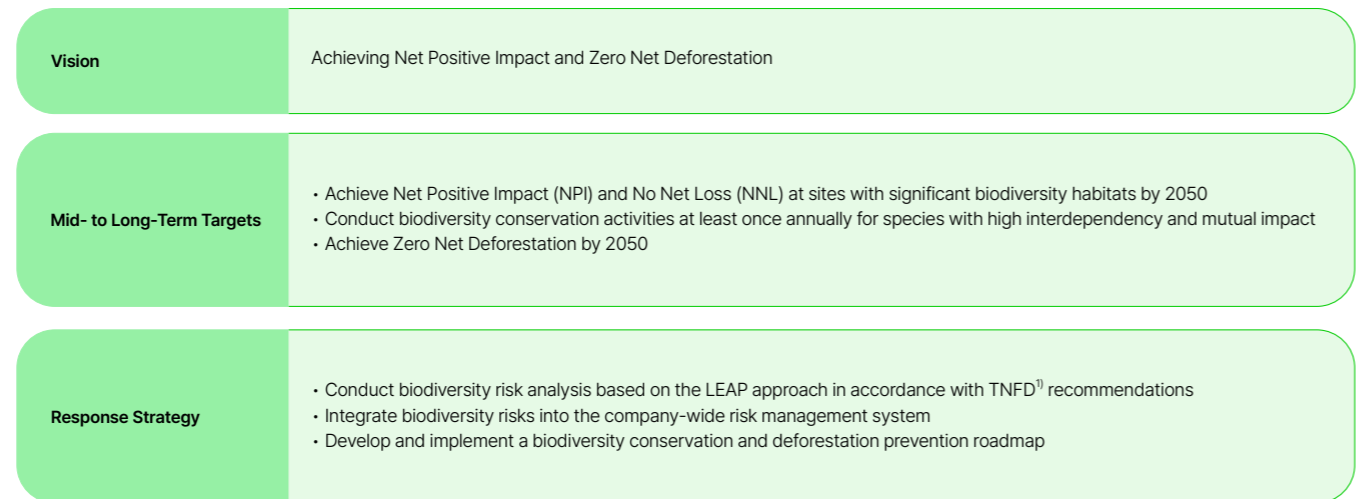 Vision
Achieving Net Positive Impact and Zero Net Deforestation
Mid- to Long-Term Targets
• Achieve Net Positive Impact (NPI) and No Net Loss (NNL) at sites with significant biodiversity habitats by 2050
• Conduct biodiversity conservation activities at least once annually for species with high interdependency and mutual impact
• Achieve Zero Net Deforestation by 2050
Response Strategy
• Conduct biodiversity risk analysis based on the LEAP approach in accordance with TNFD¹⁾ recommendations
• Integrate biodiversity risks into the company-wide risk management system
• Develop and implement a biodiversity conservation and deforestation prevention roadmap